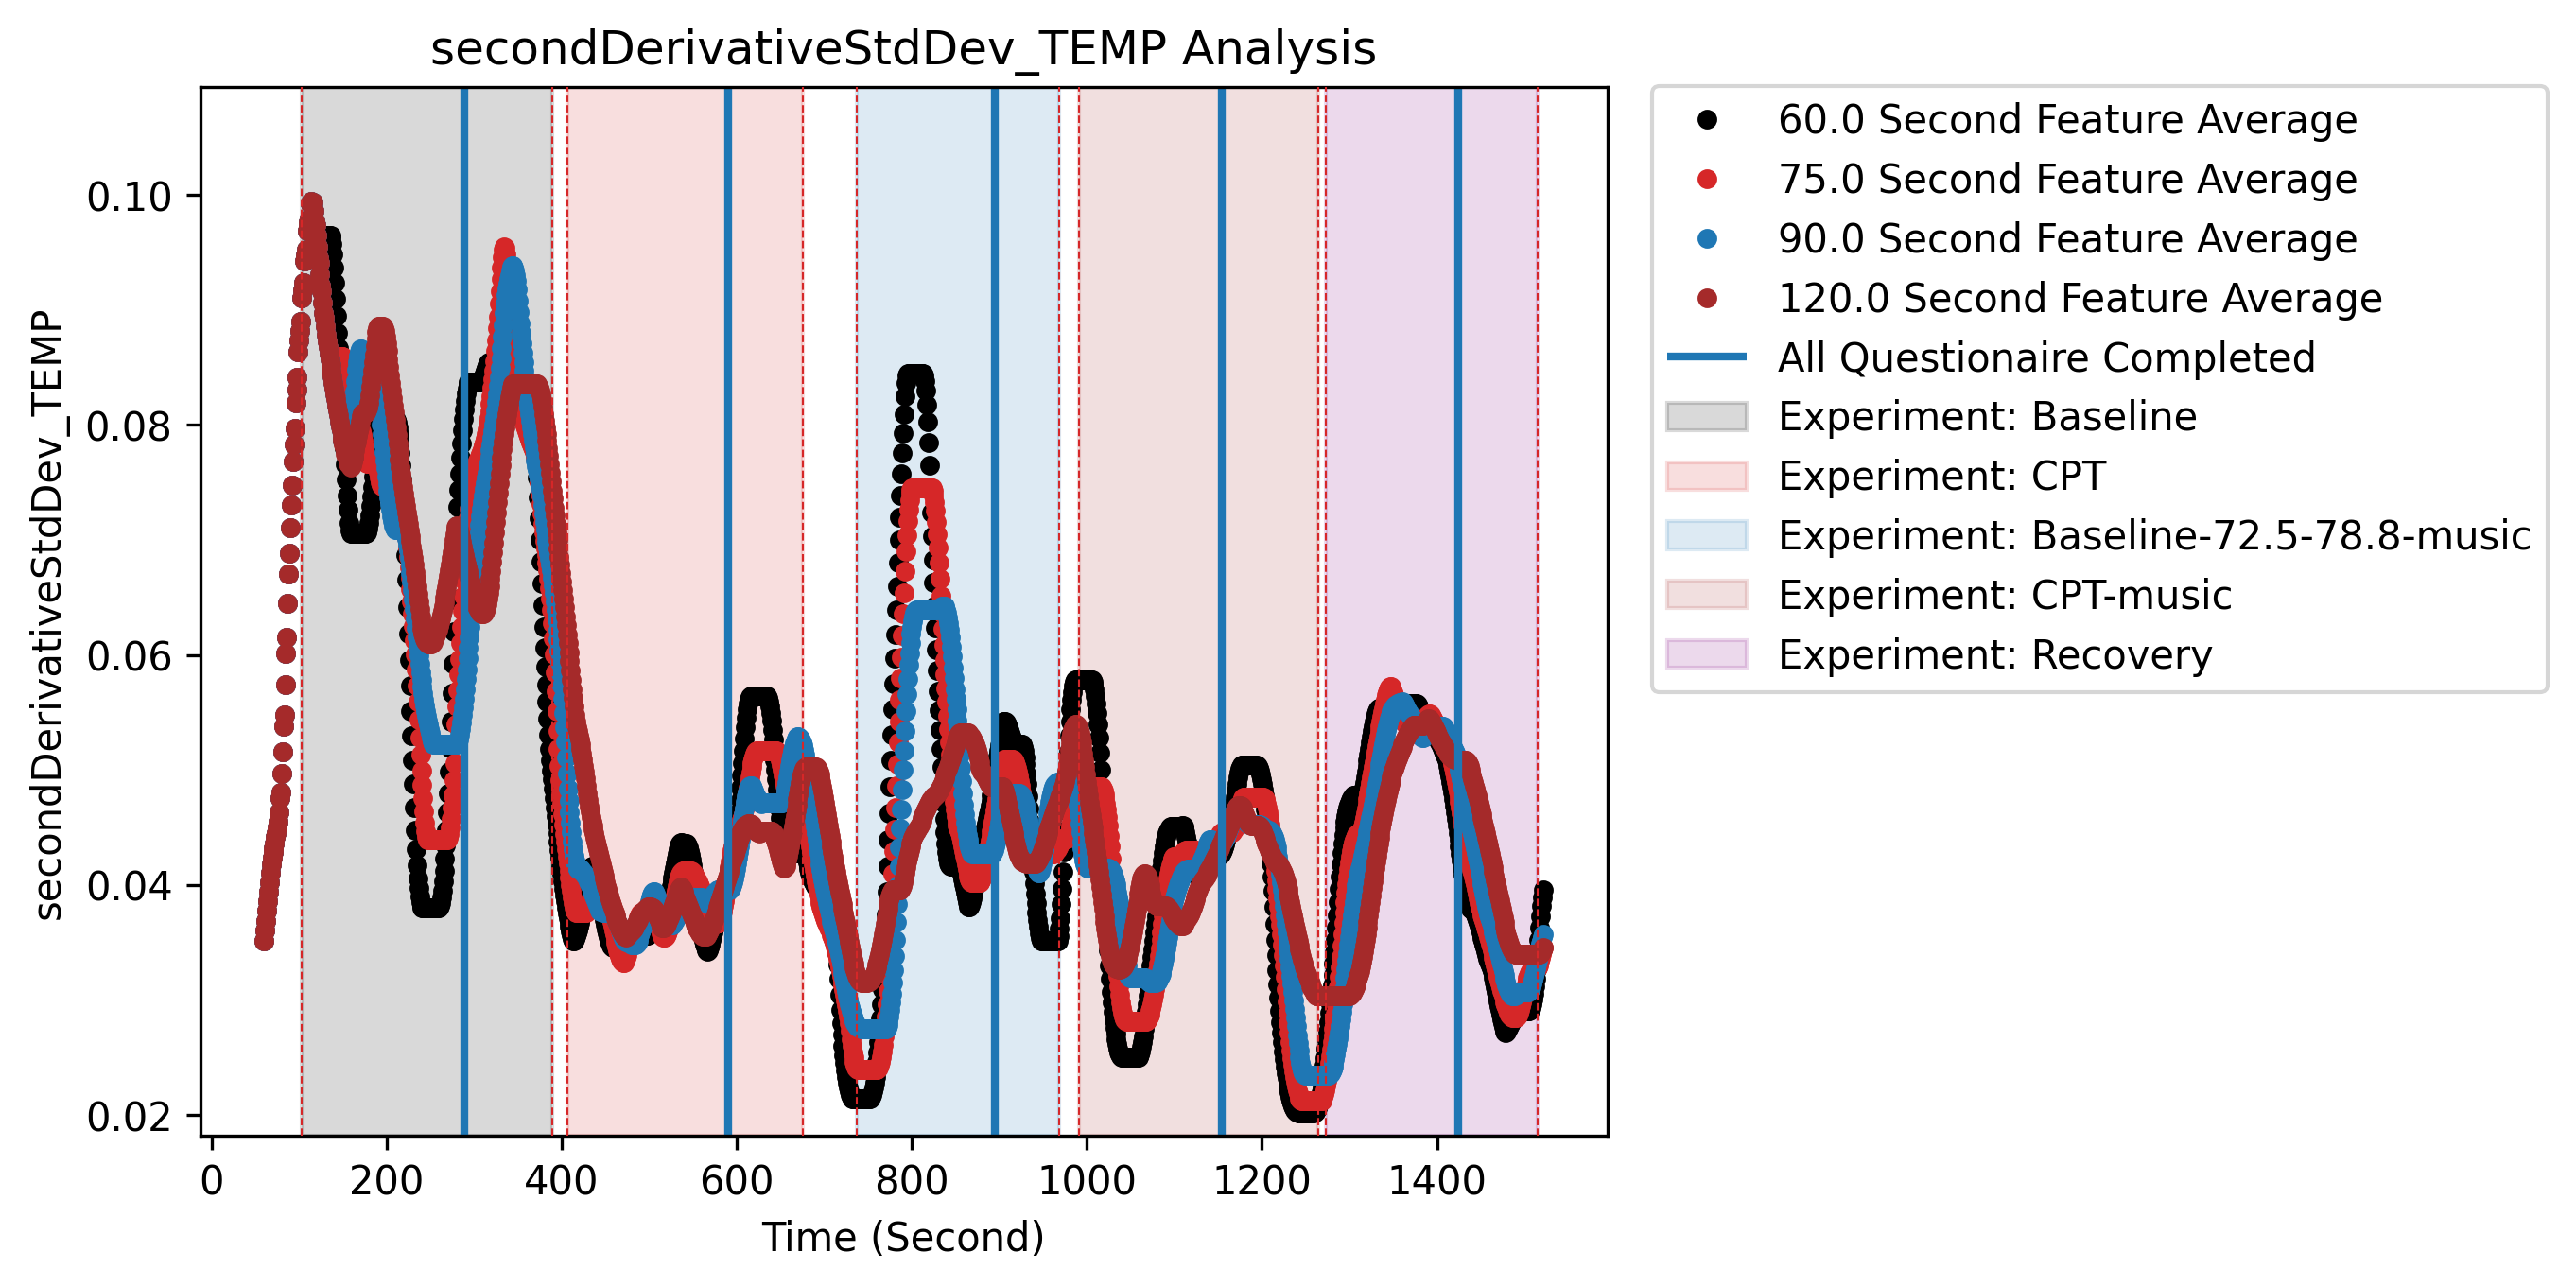 secondDerivativeStdDev_TEMP Analysis
secondDerivativeStdDev_TEMP
0.10
0.08
0.06
0.04
0.02
0 200 400 600 800 1000 1200 1400
Time (Second)
60.0 Second Feature Average
75.0 Second Feature Average
90.0 Second Feature Average
120.0 Second Feature Average
All Questionaire Completed
Experiment: Baseline
Experiment: CPT
Experiment: Baseline-72.5-78.8-music
Experiment: CPT-music
Experiment: Recovery